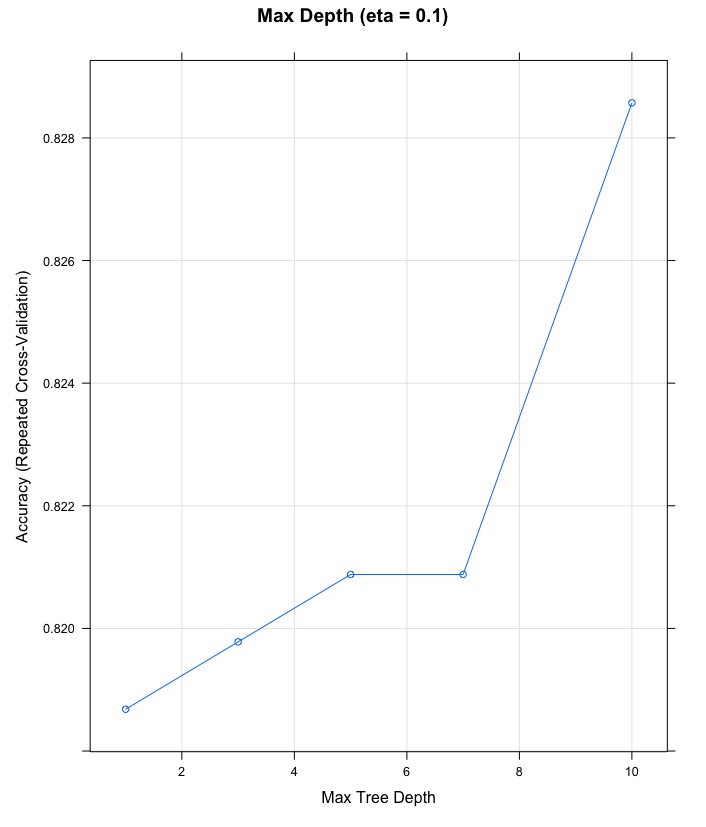 Max Depth (eta = 0.1)
Accuracy (Repeated Cross-Validation)
0.828
0.826
0.824
0.822
0.820
2 4 6 8 10
Max Tree Depth